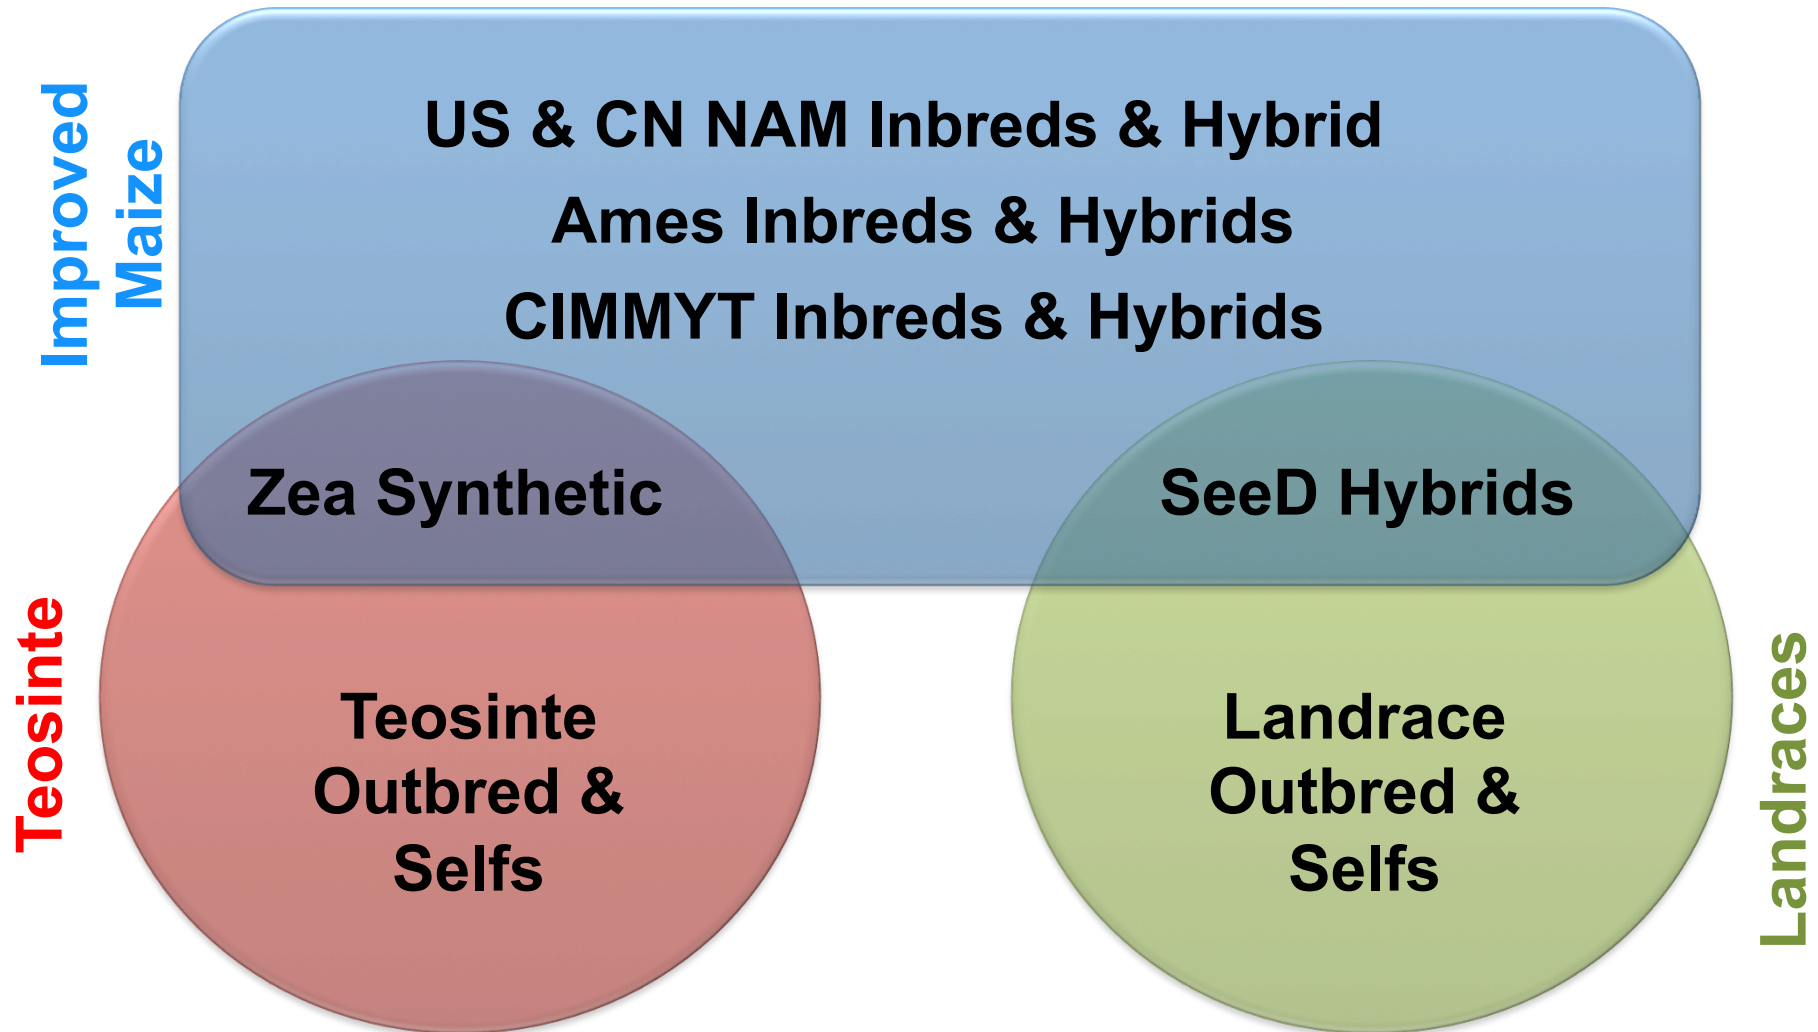 Improved
Maize
US & CN NAM Inbreds & Hybrid
Ames Inbreds & Hybrids
CIMMYT Inbreds & Hybrids
Zea Synthetic
SeeD Hybrids
Teosinte
Teosinte
Outbred &
Selfs
Landrace
Outbred &
Selfs
Landraces